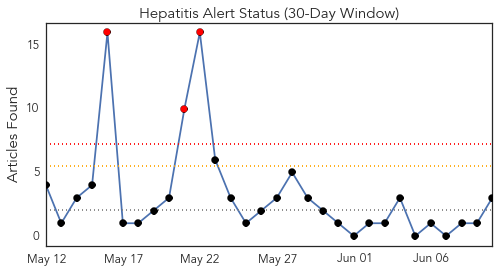 Hepatitis Alert Status (30-Day Window)
Articles Found
15
10
5
0
May 12 May 17 May 22 May 27 Jun 01 Jun 06